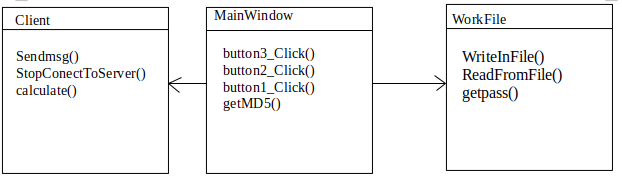 Client
Sendmsg()
StopConectToServer()
calculate()
MainWindow
button3_Click()
button2_Click()
button1_Click()
getMD5()
WorkFile
WriteInFile()
ReadFromFile()
getpass()